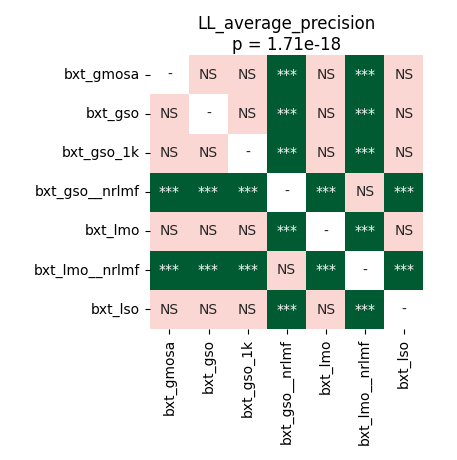 LL_average_precision
p = 1.71e-18
bxt_gmosa - NS NS *** NS *** NS
bxt_gso NS - NS *** NS *** NS
bxt_gso_1k NS NS - *** NS *** NS
bxt_gso__nrlmf *** *** *** - *** NS ***
bxt_lmo NS NS NS *** - *** NS
bxt_lmo__nrlmf *** *** *** NS *** - ***
bxt_lso NS NS NS *** NS *** -
bxt_gmosa
bxt_gso
bxt_gso_1k
bxt_gso__nrlmf
bxt_lmo
bxt_lmo__nrlmf
bxt_lso